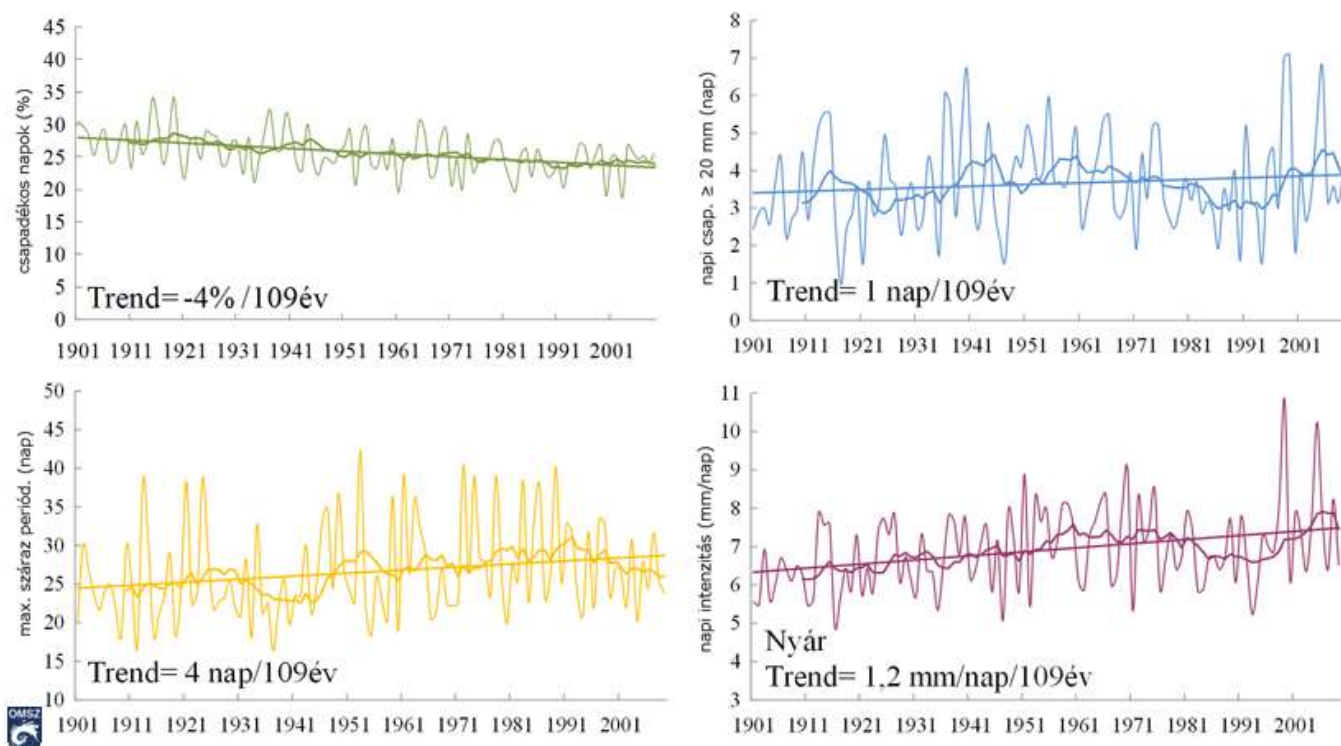 csapadékos napok (%)
45
40
35
30
25
20
15
10
5
0
Trend= -4% /109év
1901 1911 1921 1931 1941 1951 1961 1971 1981 1991 2001
napi csap. ≥ 20 mm (nap)
8
7
6
5
4
3
2
1
0
Trend= 1 nap/109év
1901 1911 1921 1931 1941 1951 1961 1971 1981 1991 2001
max. száraz periód. (nap)
50
45
40
35
30
25
20
15
10
Trend= 4 nap/109év
1901 1911 1921 1931 1941 1951 1961 1971 1981 1991 2001
napi intenzitás (mm/nap)
11
10
9
8
7
6
5
4
3
Nyár
Trend= 1,2 mm/nap/109év
1901 1911 1921 1931 1941 1951 1961 1971 1981 1991 2001
OMSZ